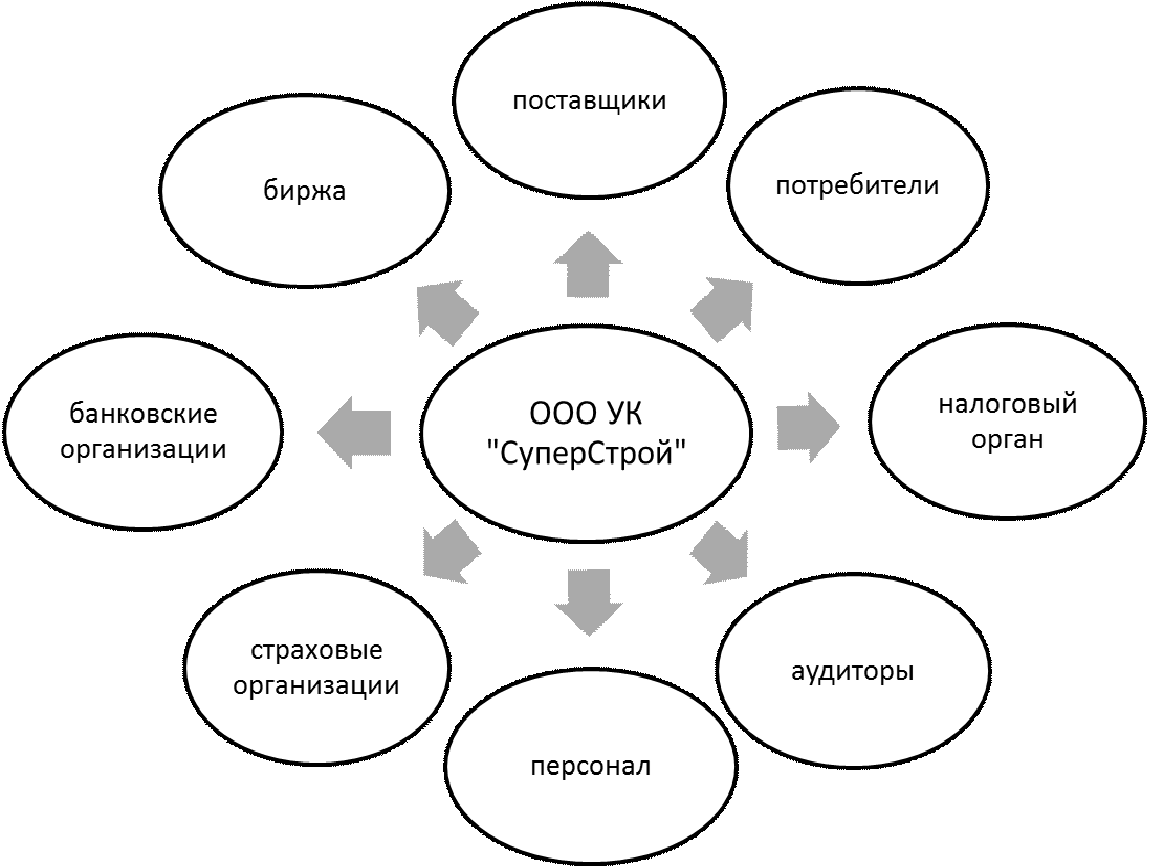 поставщики
биржа
потребители
ООО УК
"СуперСтрой"
банковские
организации
налоговый
орган
страховые
организации
аудиторы
персонал